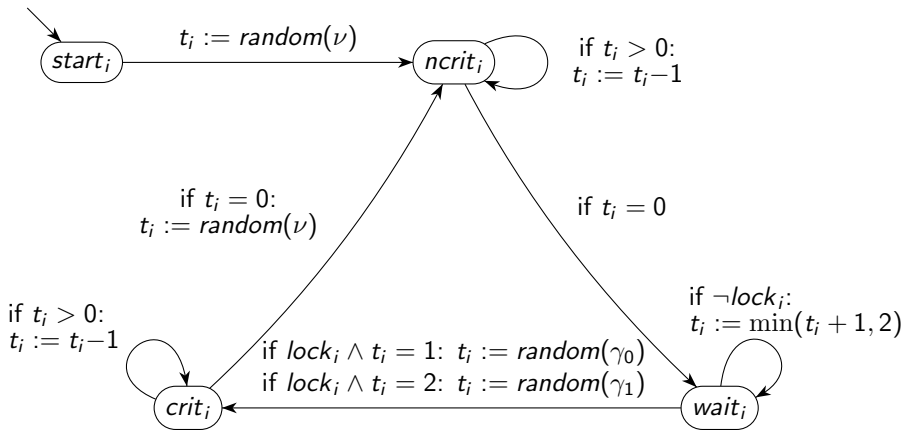 t_i := random(ν)
start_i
ncrit_i
if t_i > 0:
t_i := t_i−1
if t_i = 0:
t_i := random(ν)
if t_i = 0
if t_i > 0:
t_i := t_i−1
if ¬lock_i:
t_i := min(t_i + 1, 2)
if lock_i ∧ t_i = 1: t_i := random(γ_0)
if lock_i ∧ t_i = 2: t_i := random(γ_1)
crit_i
wait_i